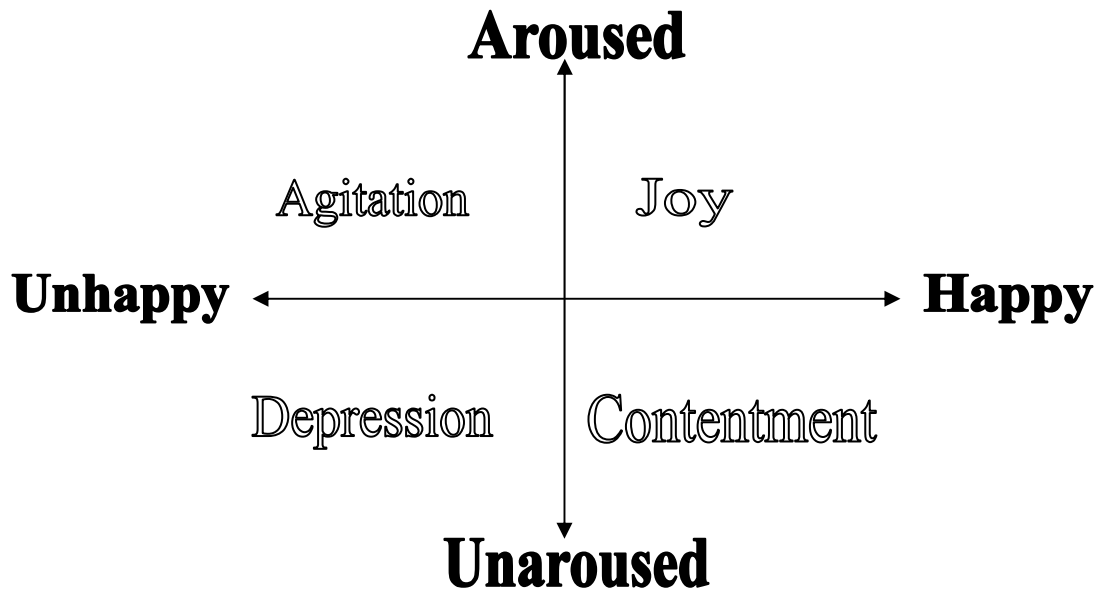 Aroused
Agitation
Joy
Unhappy
Happy
Depression
Contentment
Unaroused